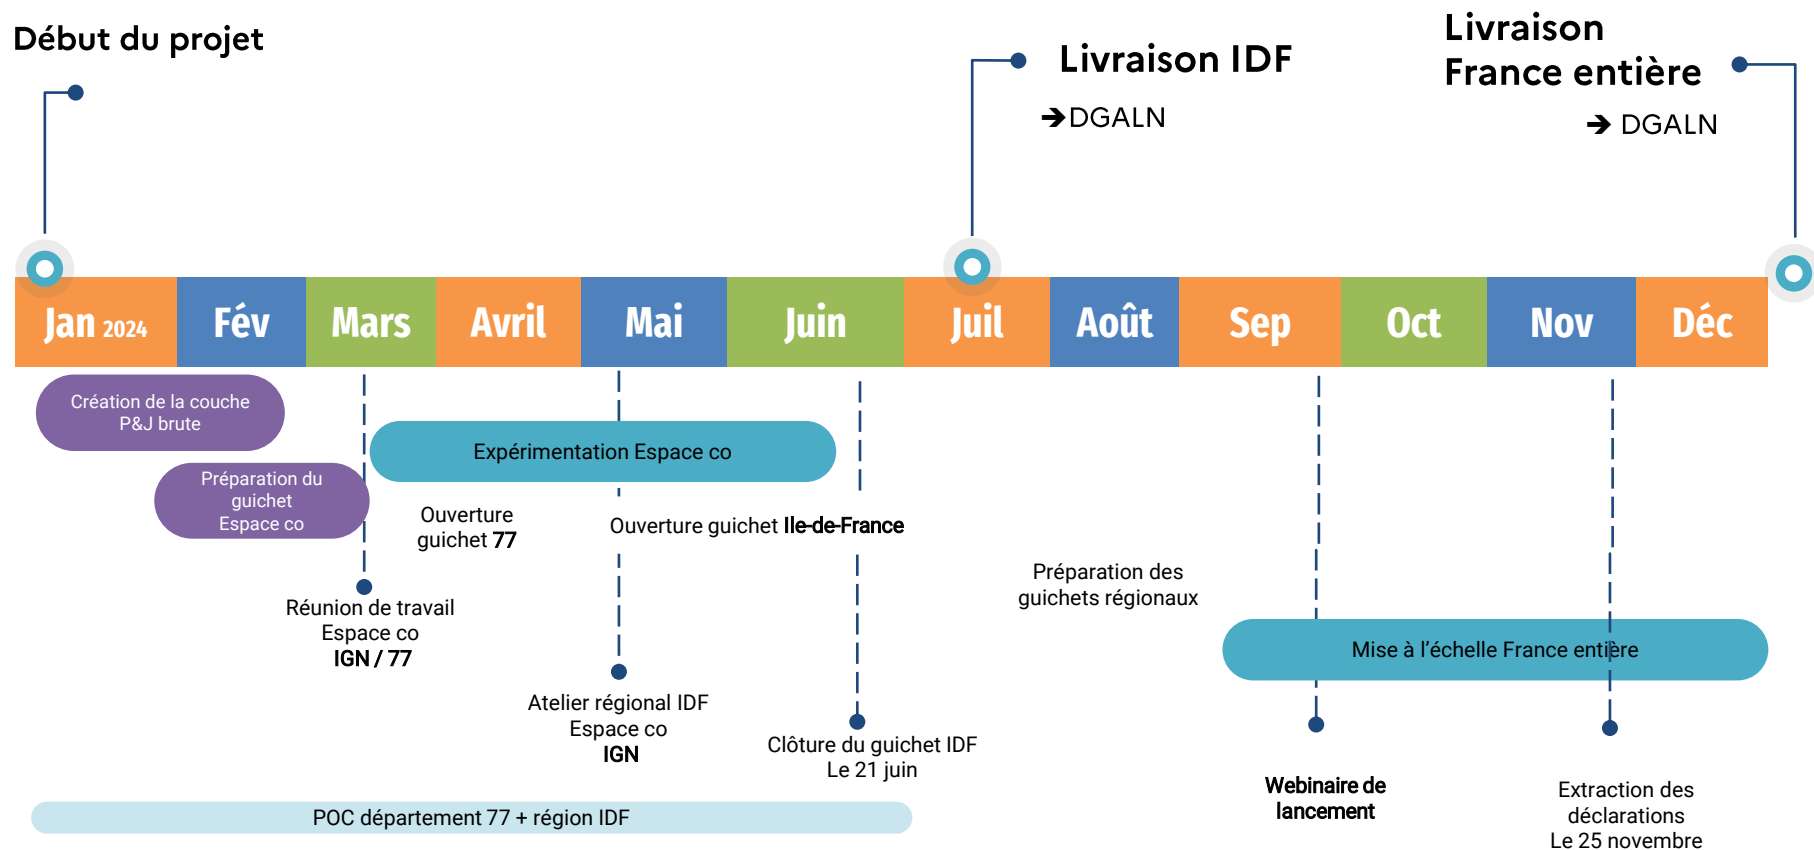 Début du projet
Livraison IDF
➔DGALN
Livraison
France entière
➔ DGALN
Jan 2024
Fév
Mars
Avril
Mai
Juin
Juil
Août
Sep
Oct
Nov
Déc
Création de la couche
P&J brute
Préparation du
guichet
Espace co
Expérimentation Espace co
Ouverture
guichet 77
Ouverture guichet Ile-de-France
Réunion de travail
Espace co
IGN / 77
Atelier régional IDF
Espace co
IGN
Clôture du guichet IDF
Le 21 juin
Préparation des
guichets régionaux
Mise à l'échelle France entière
Webinaire de
lancement
Extraction des
déclarations
Le 25 novembre
POC département 77 + région IDF